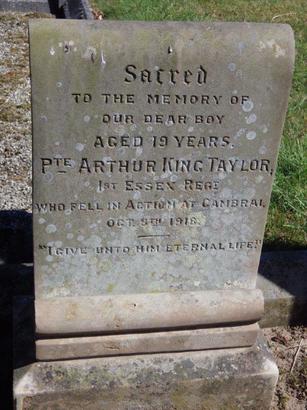 Sacred
TO THE MEMORY OF
OUR DEAR BOY
AGED 19 YEARS.
PTE ARTHUR KING TAYLOR,
1ST ESSEX REGT
WHO FELL IN ACTION AT CAMBRAI,
OCT. 8TH 1918.
"I GIVE UNTO HIM ETERNAL LIFE."